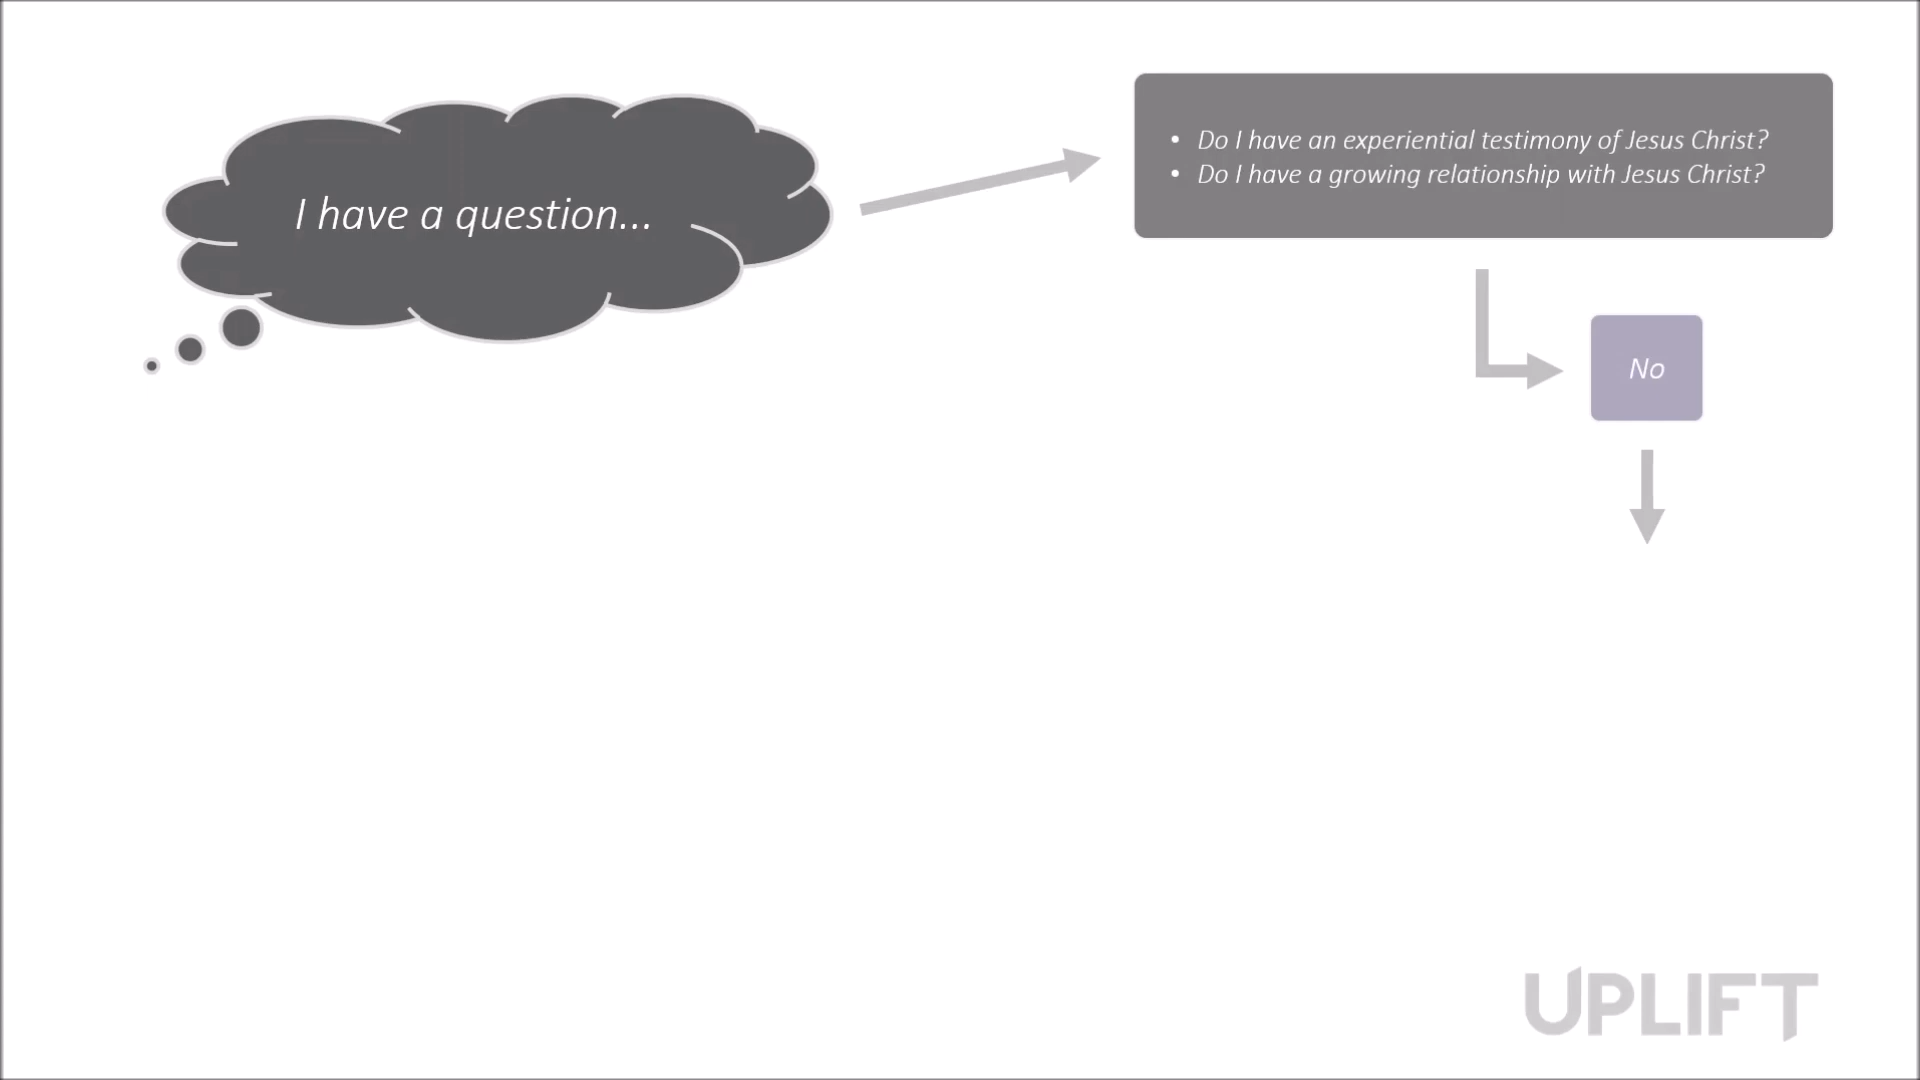 I have a question...
• Do I have an experiential testimony of Jesus Christ?
• Do I have a growing relationship with Jesus Christ?
No
UPLIFT